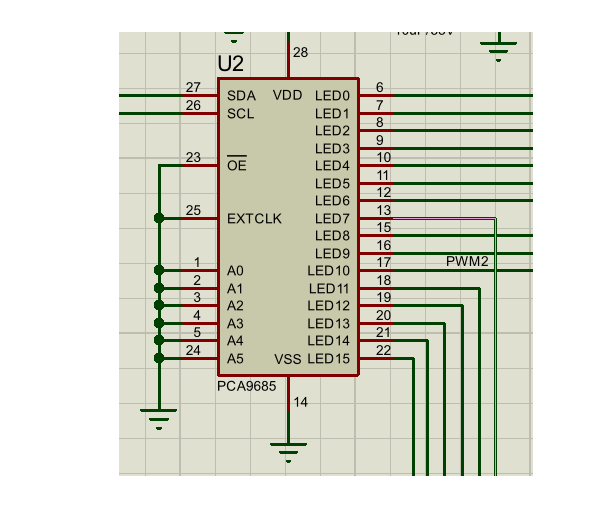 28
U2
27 SDA VDD LED0 6
26 SCL LED1 7
LED2 8
LED3 9
23 OE LED4 10
LED5 11
LED6 12
25 EXTCLK LED7 13
LED8 15
LED9 16
PWM2
1 A0 LED10 17
2 A1 LED11 18
3 A2 LED12 19
4 A3 LED13 20
5 A4 LED14 21
24 A5 VSS LED15 22
PCA9685
14